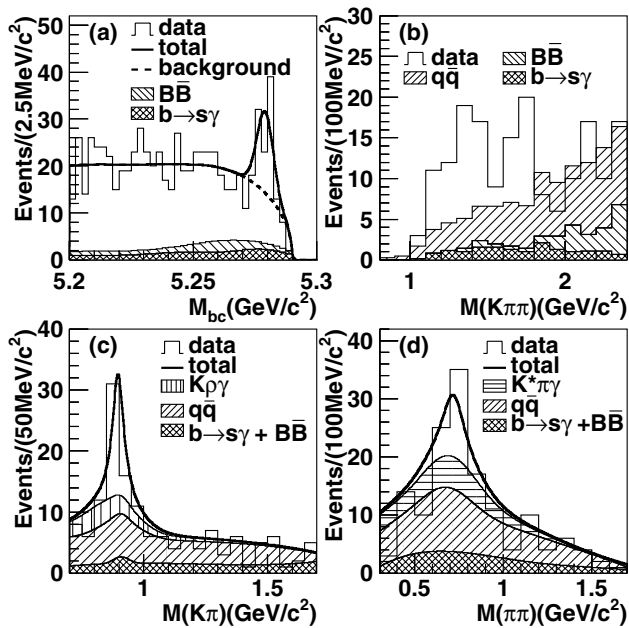 (a)
data
total
background
BB̅
b→sγ
Events/(2.5MeV/c²)
50
40
30
20
10
0
5.2 5.25 5.3
M_bc(GeV/c²)
(b)
data
qq̅
BB̅
b→sγ
Events/(100MeV/c²)
30
25
20
15
10
5
0
1 2
M(Kππ)(GeV/c²)
(c)
data
total
Kργ
qq̅
b→sγ + BB̅
Events/(50MeV/c²)
40
30
20
10
0
1 1.5
M(Kπ)(GeV/c²)
(d)
data
total
K*πγ
qq̅
b→sγ +BB̅
Events/(100MeV/c²)
40
30
20
10
0
0.5 1 1.5
M(ππ)(GeV/c²)